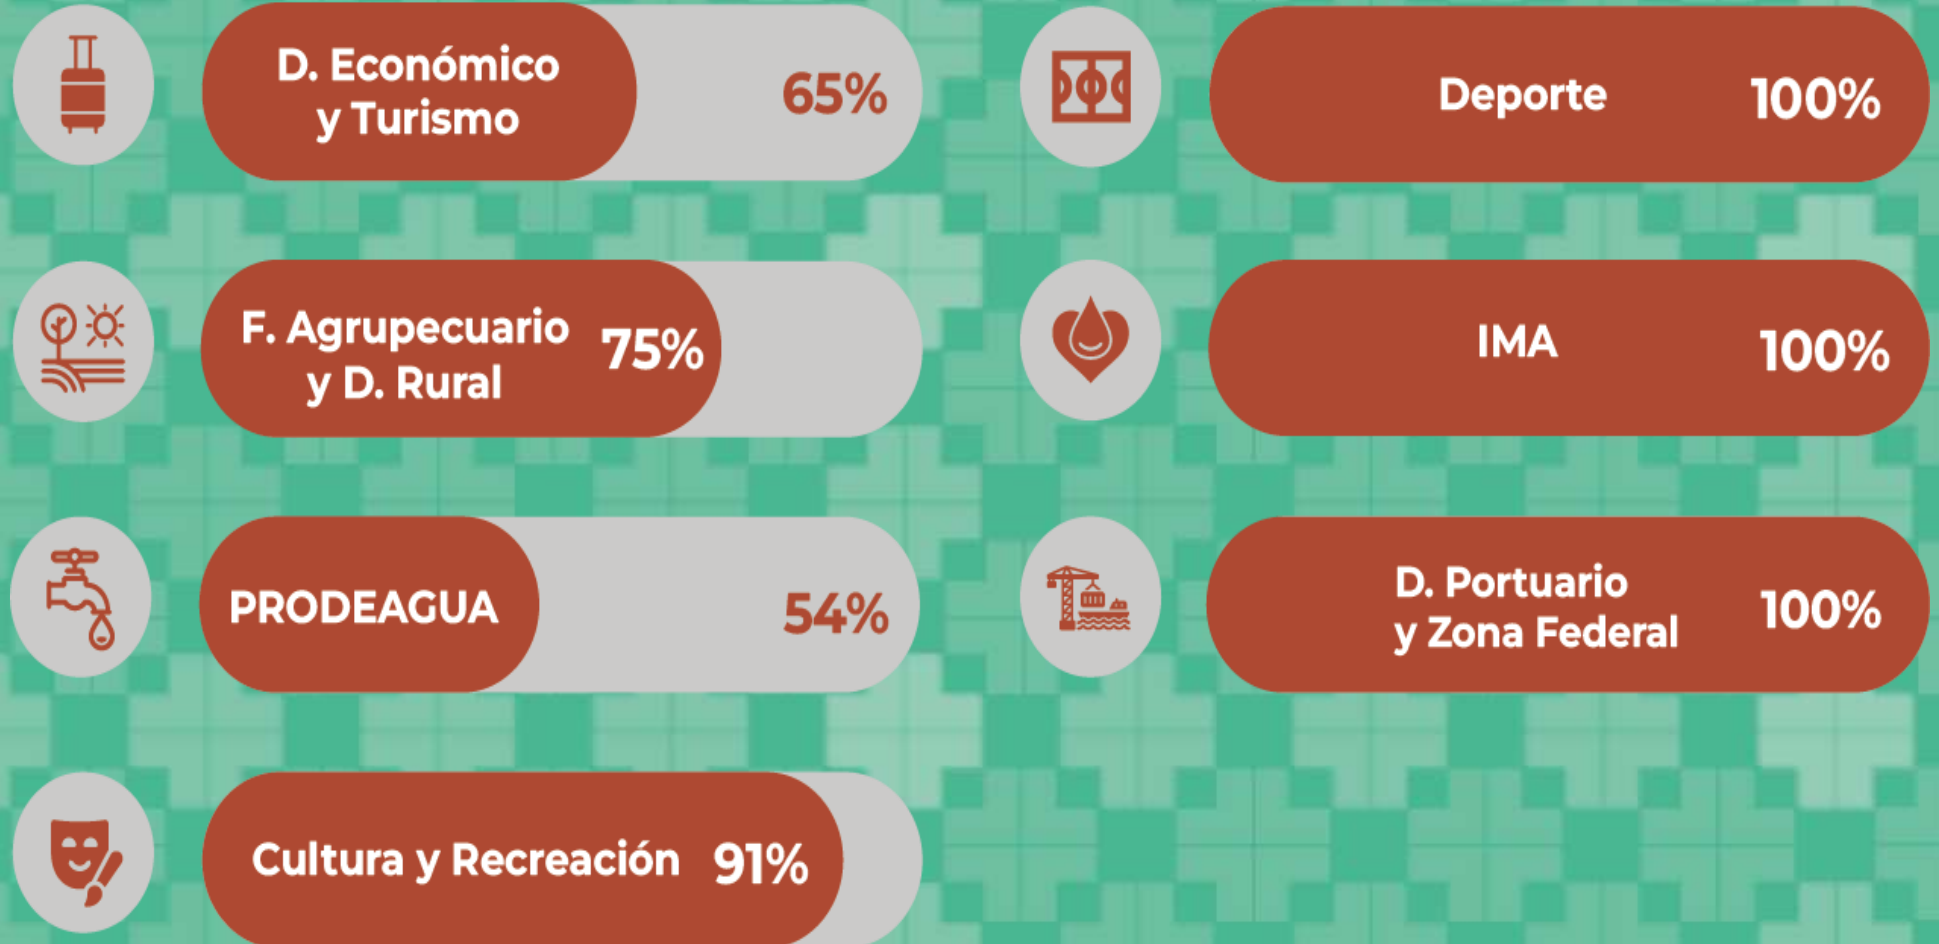 D. Económico
y Turismo
65%
F. Agrupecuario
y D. Rural
75%
PRODEAGUA
54%
Cultura y Recreación 91%
Deporte 100%
IMA 100%
D. Portuario
y Zona Federal
100%